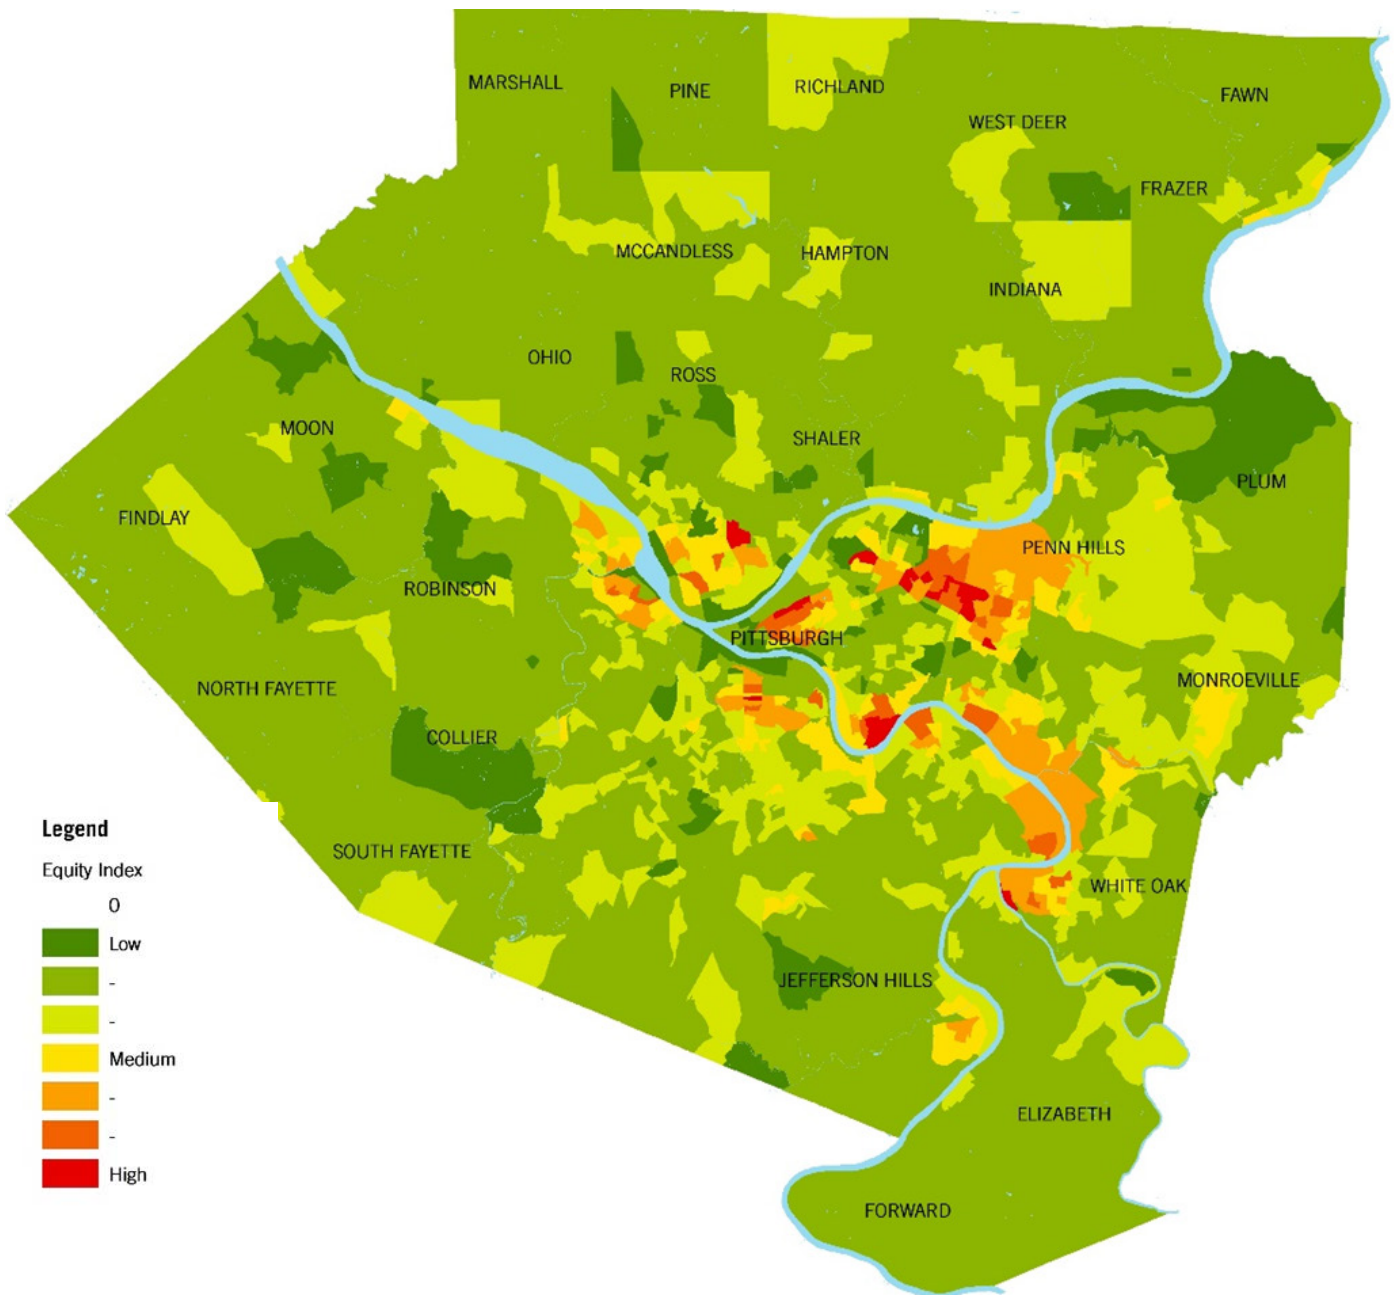 MARSHALL
PINE
RICHLAND
FAWN
WEST DEER
FRAZER
MCCANDLESS
HAMPTON
INDIANA
OHIO
ROSS
MOON
SHALER
PLUM
FINDLAY
PENN HILLS
ROBINSON
PITTSBURGH
NORTH FAYETTE
MONROEVILLE
COLLIER
SOUTH FAYETTE
WHITE OAK
JEFFERSON HILLS
ELIZABETH
FORWARD
Legend
Equity Index
0
Low
-
-
Medium
-
-
High